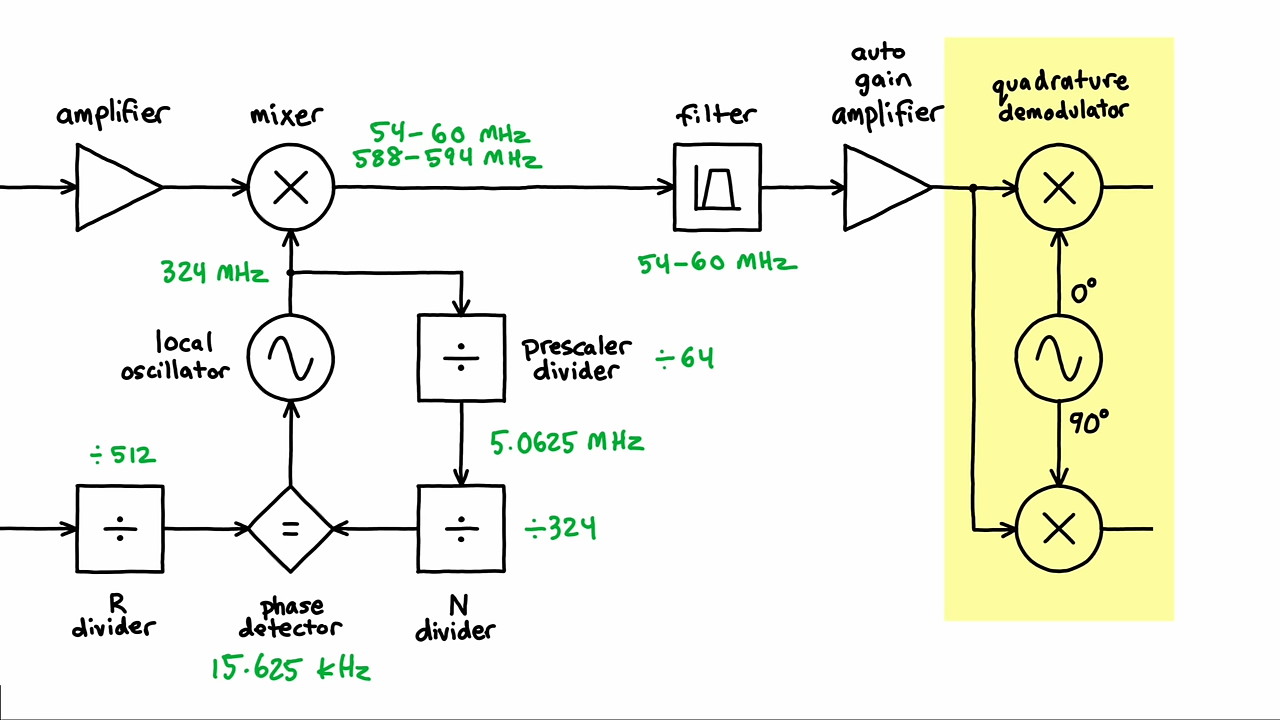 auto
gain
amplifier
quadrature
demodulator
amplifier
mixer
54-60 MHz
588-594 MHz
filter
324 MHz
54-60 MHz
0°
local
oscillator
÷
prescaler
divider
÷64
90°
÷512
5.0625 MHz
÷
=
÷
÷324
R
divider
phase
detector
N
divider
15.625 kHz